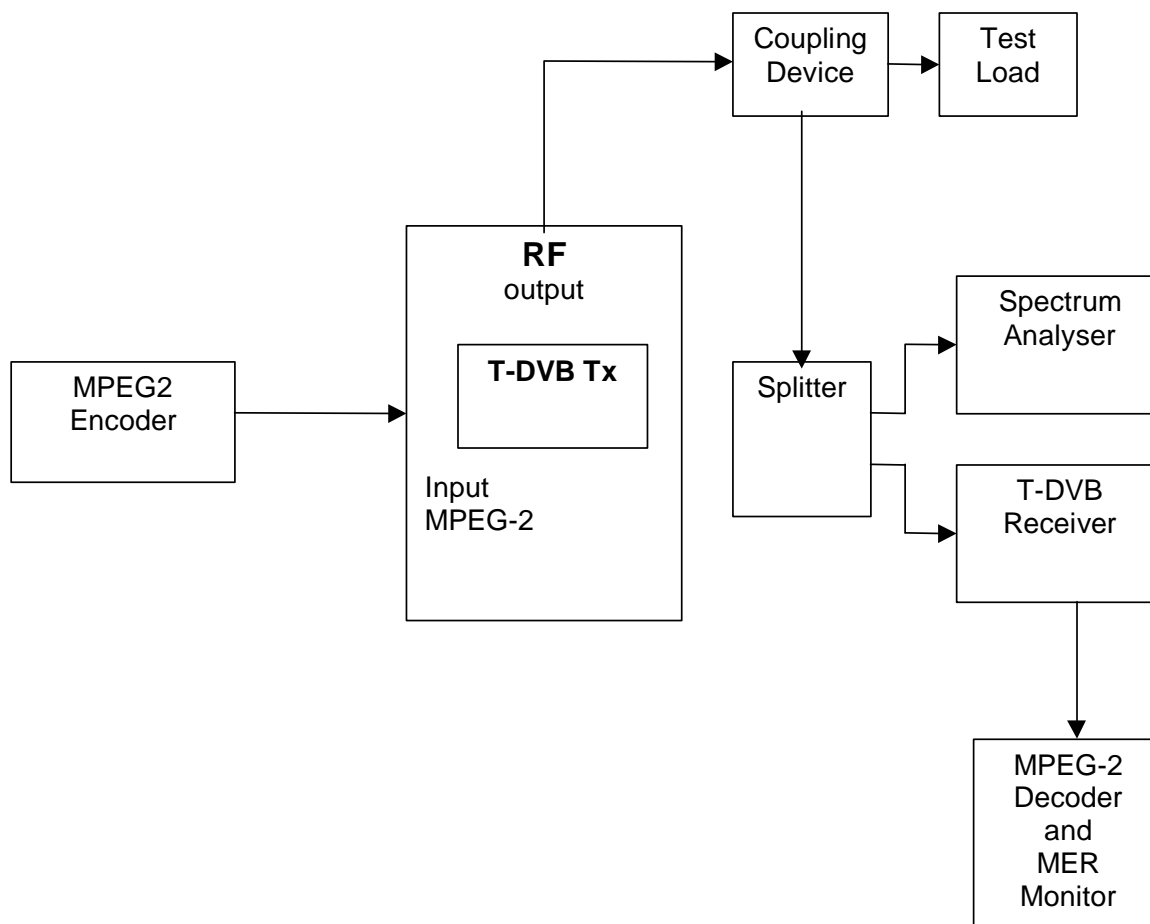 Coupling
Device
Test
Load
RF
output
T-DVB Tx
Input
MPEG-2
MPEG2
Encoder
Splitter
Spectrum
Analyser
T-DVB
Receiver
MPEG-2
Decoder
and
MER
Monitor